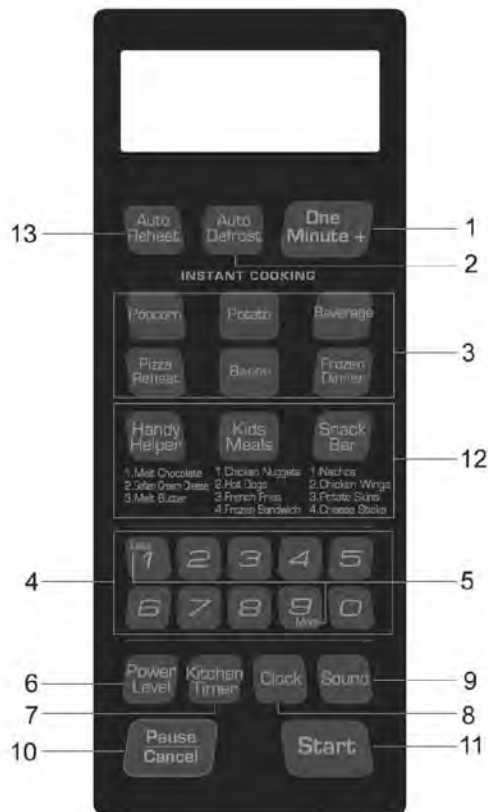 Auto
Reheat
Auto
Defrost
One
Minute +
1
13
2
INSTANT COOKING
Popcorn
Potato
Beverage
3
Pizza
Reheat
Bacon
Frozen
Dinner
Handy
Helper
Kids
Meals
Snack
Bar
12
1.Melt Chocolate
2.Soften Cream Cheese
3.Melt Butter
1.Chicken Nuggets
2.Hot Dogs
3.French Fries
4.Frozen Sandwich
1.Nachos
2.Chicken Wings
3.Potato Skins
4.Cheese Sticks
Less
1 2 3 4 5
4
5
6 7 8 9 0
More
Power
Level
Kitchen
Timer
Clock
Sound
6
7
8
9
Pause
Cancel
Start
10
11